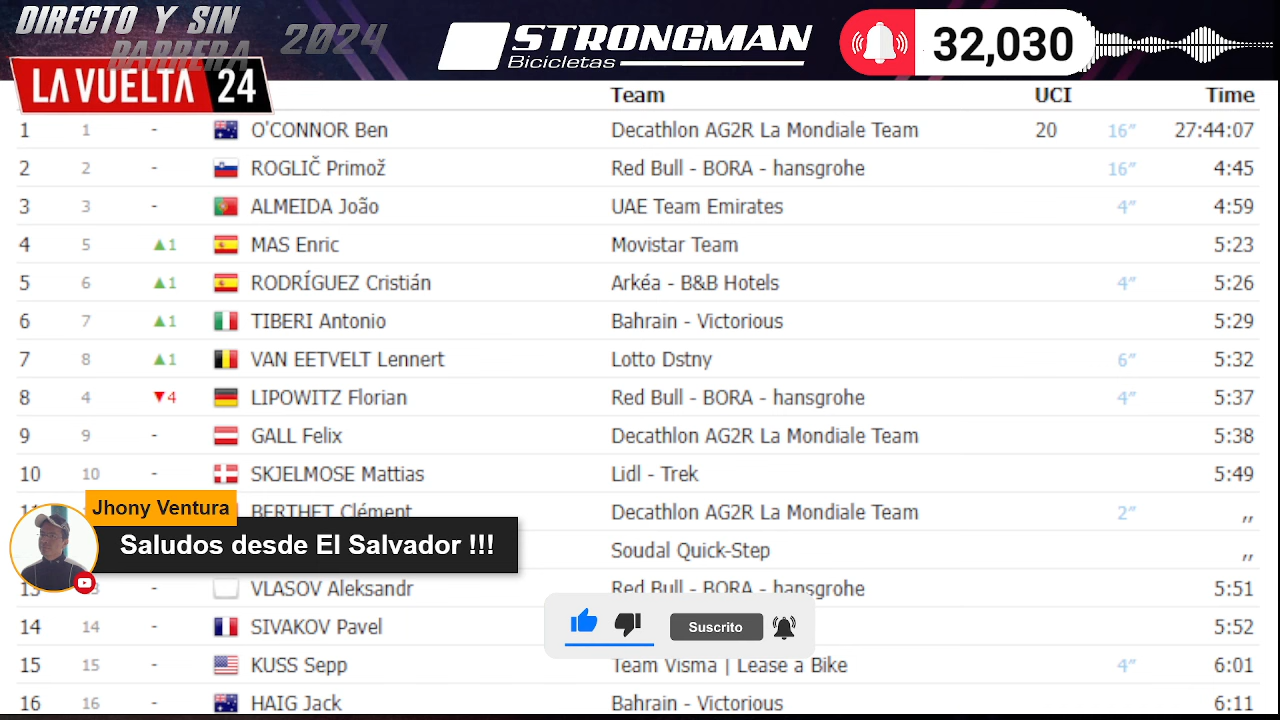 DIRECTO Y SIN
BARRERA
2024
STRONGMAN
Bicicletas
32,030
LA VUELTA 24
Team UCI Time
1 1 - O'CONNOR Ben Decathlon AG2R La Mondiale Team 20 16″ 27:44:07
2 2 - ROGLIČ Primož Red Bull - BORA - hansgrohe 16″ 4:45
3 3 - ALMEIDA João UAE Team Emirates 4″ 4:59
4 5 ▲1 MAS Enric Movistar Team 5:23
5 6 ▲1 RODRÍGUEZ Cristián Arkéa - B&B Hotels 4″ 5:26
6 7 ▲1 TIBERI Antonio Bahrain - Victorious 5:29
7 8 ▲1 VAN EETVELT Lennert Lotto Dstny 6″ 5:32
8 4 ▼4 LIPOWITZ Florian Red Bull - BORA - hansgrohe 4″ 5:37
9 9 - GALL Felix Decathlon AG2R La Mondiale Team 5:38
10 10 - SKJELMOSE Mattias Lidl - Trek 5:49
BERTHET Clément Decathlon AG2R La Mondiale Team 2″ ,,
Jhony Ventura
Saludos desde El Salvador !!!
Soudal Quick-Step ,,
13 - VLASOV Aleksandr Red Bull - BORA - hansgrohe 5:51
14 14 - SIVAKOV Pavel 5:52
Suscrito
15 15 - KUSS Sepp Team Visma | Lease a Bike 4″ 6:01
16 16 - HAIG Jack Bahrain - Victorious 6:11